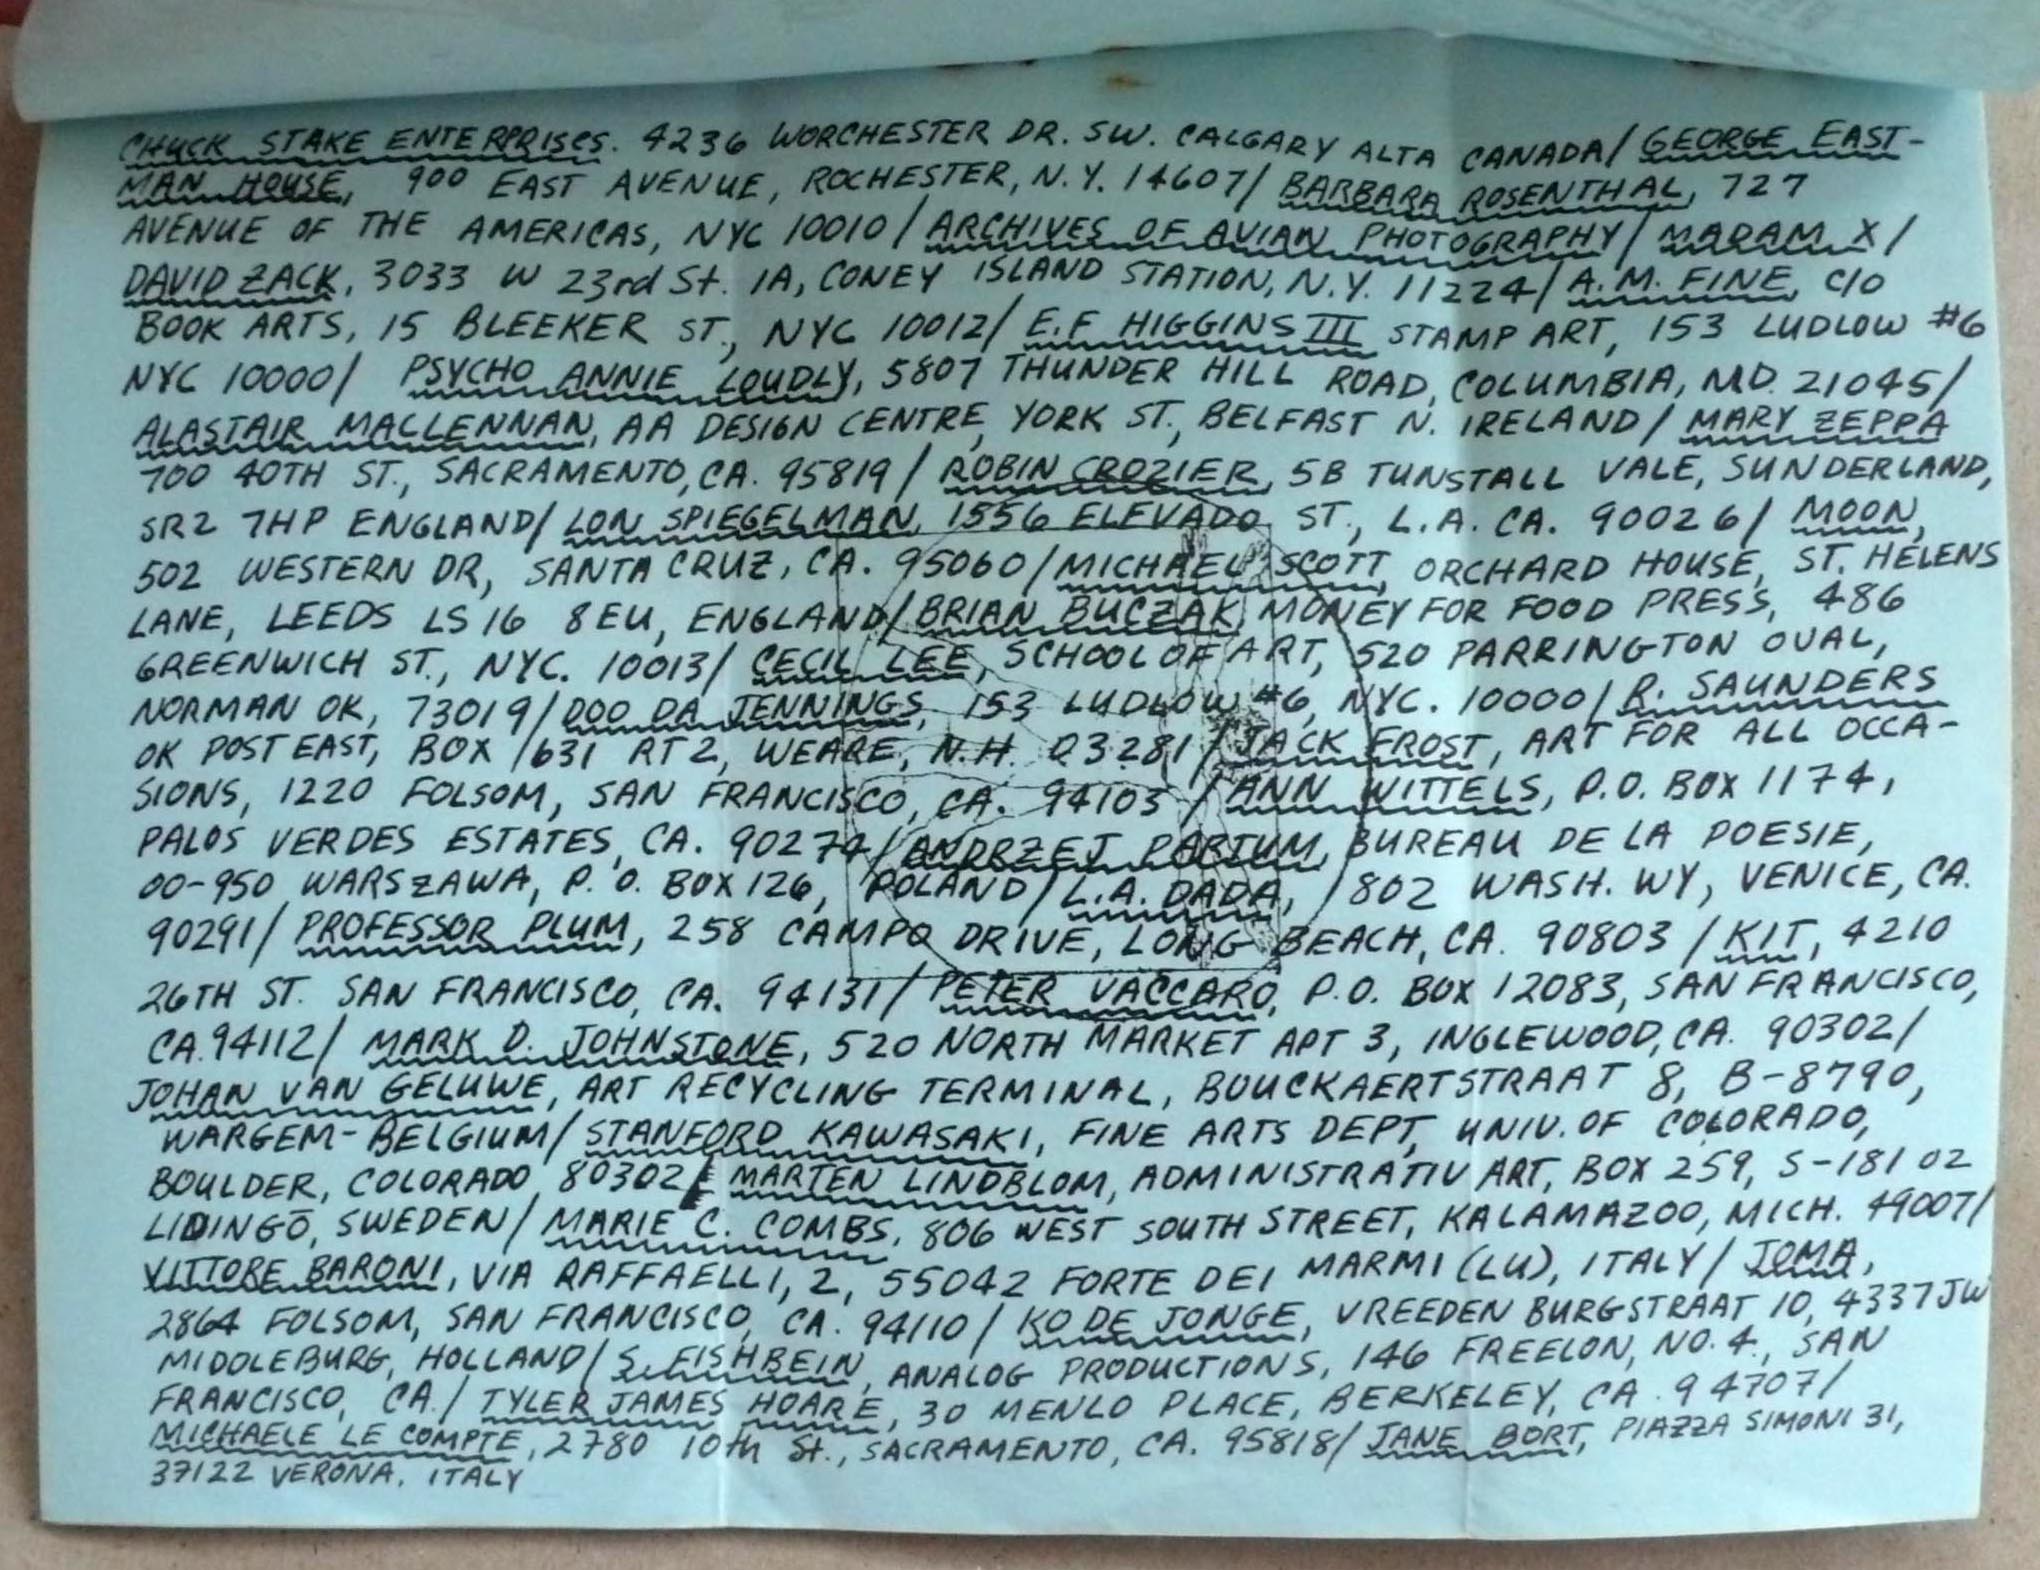 CHUCK STAKE ENTERPRISES. 4236 WORCHESTER DR. SW. CALGARY ALTA CANADA/ GEORGE EAST-
MAN HOUSE, 900 EAST AVENUE, ROCHESTER, N.Y. 14607/ BARBARA ROSENTHAL, 727
AVENUE OF THE AMERICAS, NYC 10010/ ARCHIVES OF AVIAN PHOTOGRAPHY/ MADAM X/
DAVID ZACK, 3033 W 23rd St. 1A, CONEY ISLAND STATION, N.Y. 11224/ A.M. FINE, C/O
BOOK ARTS, 15 BLEEKER ST., NYC 10012/ E.F HIGGINS III STAMP ART, 153 LUDLOW #6
NYC 10000/ PSYCHO ANNIE LOUDLY, 5807 THUNDER HILL ROAD, COLUMBIA, MD. 21045/
ALASTAIR MACLENNAN, AA DESIGN CENTRE, YORK ST., BELFAST N. IRELAND/ MARY ZEPPA
700 40TH ST., SACRAMENTO, CA. 95819/ ROBIN CROZIER, 5B TUNSTALL VALE, SUNDERLAND,
SR2 7HP ENGLAND/ LON SPIEGELMAN, 1556 ELEVADO ST., L.A. CA. 90026/ MOON,
502 WESTERN DR, SANTA CRUZ, CA. 95060/ MICHAEL SCOTT, ORCHARD HOUSE, ST. HELENS
LANE, LEEDS LS16 8EU, ENGLAND/ BRIAN BUCZAK, MONEY FOR FOOD PRESS, 486
GREENWICH ST., NYC. 10013/ CECIL LEE, SCHOOL OF ART, 520 PARRINGTON OVAL,
NORMAN OK, 73019/ DOO DA JENNINGS, 153 LUDLOW #6, NYC. 10000/ R. SAUNDERS
OK POST EAST, BOX 1631 RT 2, WEARE, N.H. 03281/ JACK FROST, ART FOR ALL OCCA-
SIONS, 1220 FOLSOM, SAN FRANCISCO, CA. 94103/ ANN WITTELS, P.O. BOX 1174,
PALOS VERDES ESTATES, CA. 90274/ ANDRZEJ PARTUM, BUREAU DE LA POESIE,
00-950 WARSZAWA, P.O. BOX 126, POLAND/ L.A. DADA, 1802 WASH. WY, VENICE, CA.
90291/ PROFESSOR PLUM, 258 CAMPO DRIVE, LONG BEACH, CA. 90803/ KIT, 4210
26TH ST. SAN FRANCISCO, CA. 94131/ PETER VACCARO, P.O. BOX 12083, SAN FRANCISCO,
CA. 94112/ MARK D. JOHNSTONE, 520 NORTH MARKET APT 3, INGLEWOOD, CA. 90302/
JOHAN VAN GELUWE, ART RECYCLING TERMINAL, BOUCKAERTSTRAAT 8, B-8790,
WARGEM-BELGIUM/ STANFORD KAWASAKI, FINE ARTS DEPT, UNIV. OF COLORADO,
BOULDER, COLORADO 80302/ MARTEN LINDBLOM, ADMINISTRATIV ART, BOX 259, S-181 02
LIDINGÖ, SWEDEN/ MARIE C. COMBS, 806 WEST SOUTH STREET, KALAMAZOO, MICH. 49007/
VITTORE BARONI, VIA RAFFAELLI, 2, 55042 FORTE DEI MARMI (LU), ITALY/ JOMA,
2864 FOLSOM, SAN FRANCISCO, CA. 94110/ KO DE JONGE, VREEDEN BURGSTRAAT 10, 4337JW
MIDDLEBURG, HOLLAND/ S. FISHBEIN, ANALOG PRODUCTIONS, 146 FREELON, NO. 4, SAN
FRANCISCO, CA./ TYLER JAMES HOARE, 30 MENLO PLACE, BERKELEY, CA. 94707/
MICHAELE LE COMPTE, 2780 10th St., SACRAMENTO, CA. 95818/ JANE BORT, PIAZZA SIMONI 31,
37122 VERONA, ITALY